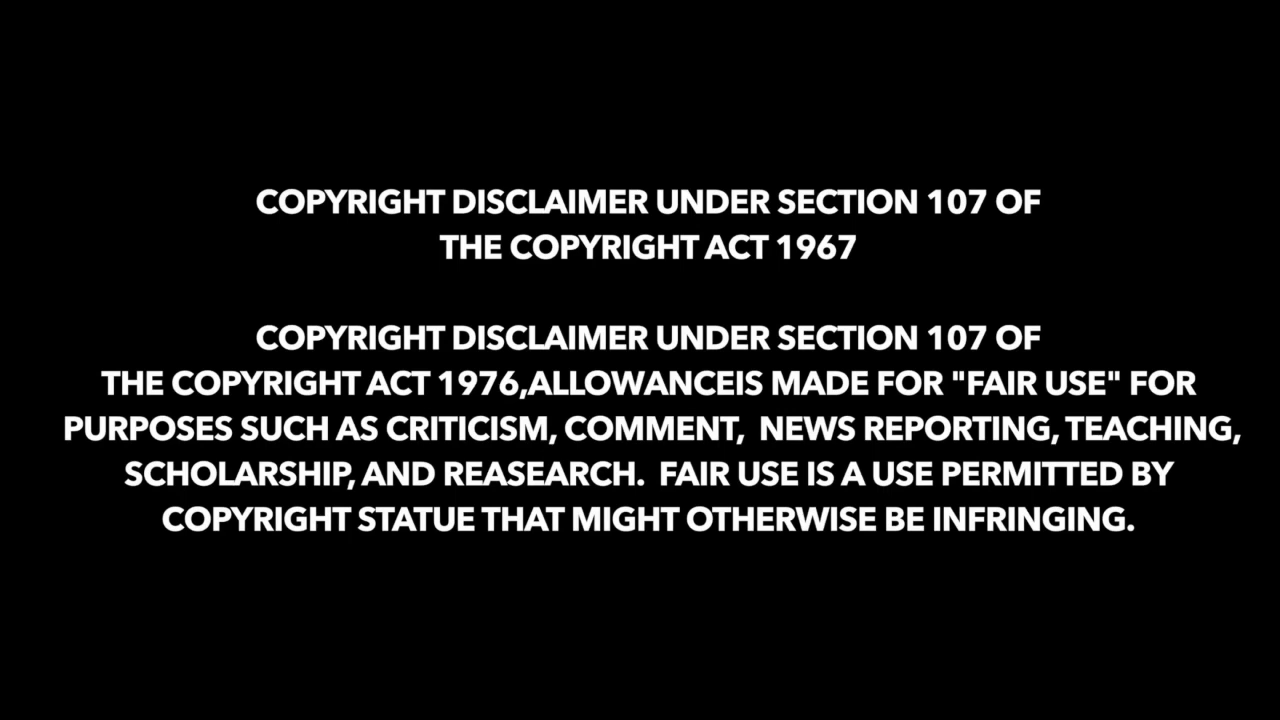 COPYRIGHT DISCLAIMER UNDER SECTION 107 OF
THE COPYRIGHT ACT 1967
COPYRIGHT DISCLAIMER UNDER SECTION 107 OF
THE COPYRIGHT ACT 1976,ALLOWANCEIS MADE FOR "FAIR USE" FOR
PURPOSES SUCH AS CRITICISM, COMMENT,  NEWS REPORTING, TEACHING,
SCHOLARSHIP, AND REASEARCH.  FAIR USE IS A USE PERMITTED BY
COPYRIGHT STATUE THAT MIGHT OTHERWISE BE INFRINGING.